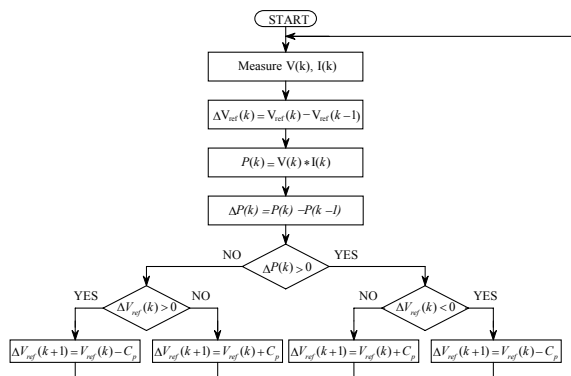 START
Measure V(k), I(k)
ΔV_ref(k) = V_ref(k) − V_ref(k−1)
P(k) = V(k) * I(k)
ΔP(k) = P(k) − P(k−1)
NO
YES
ΔP(k) > 0
YES
NO
NO
YES
ΔV_ref(k) > 0
ΔV_ref(k) < 0
ΔV_ref(k+1) = V_ref(k) − C_p
ΔV_ref(k+1) = V_ref(k) + C_p
ΔV_ref(k+1) = V_ref(k) + C_p
ΔV_ref(k+1) = V_ref(k) − C_p